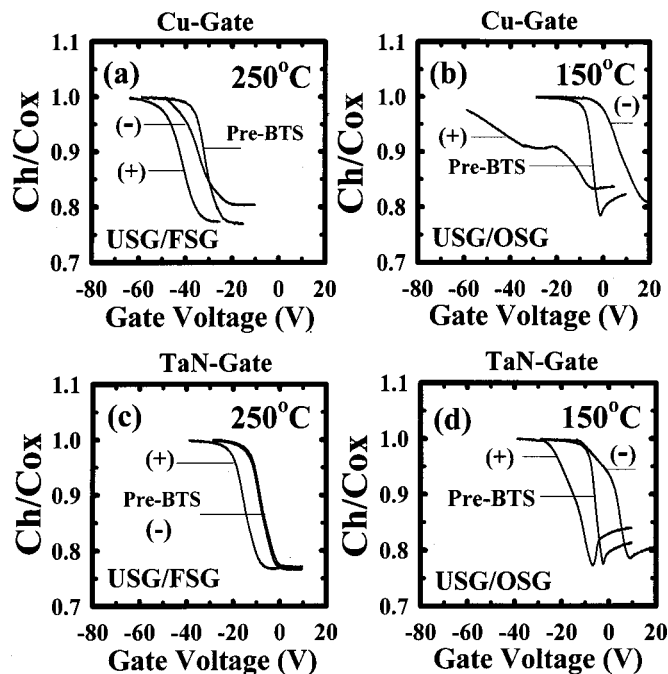 Cu-Gate
Cu-Gate
1.1
(a)
250°C
1.0
(-)
Pre-BTS
0.9
(+)
0.8
USG/FSG
0.7
-80 -60 -40 -20 0 20
Gate Voltage (V)
Ch/Cox
1.1
(b)
150°C
1.0
(-)
(+)
0.9
Pre-BTS
0.8
USG/OSG
0.7
-80 -60 -40 -20 0 20
Gate Voltage (V)
Ch/Cox
TaN-Gate
TaN-Gate
1.1
(c)
250°C
1.0
(+)
0.9
Pre-BTS
(-)
0.8
USG/FSG
0.7
-80 -60 -40 -20 0 20
Gate Voltage (V)
Ch/Cox
1.1
(d)
150°C
1.0
(+)
(-)
0.9
Pre-BTS
0.8
USG/OSG
0.7
-80 -60 -40 -20 0 20
Gate Voltage (V)
Ch/Cox